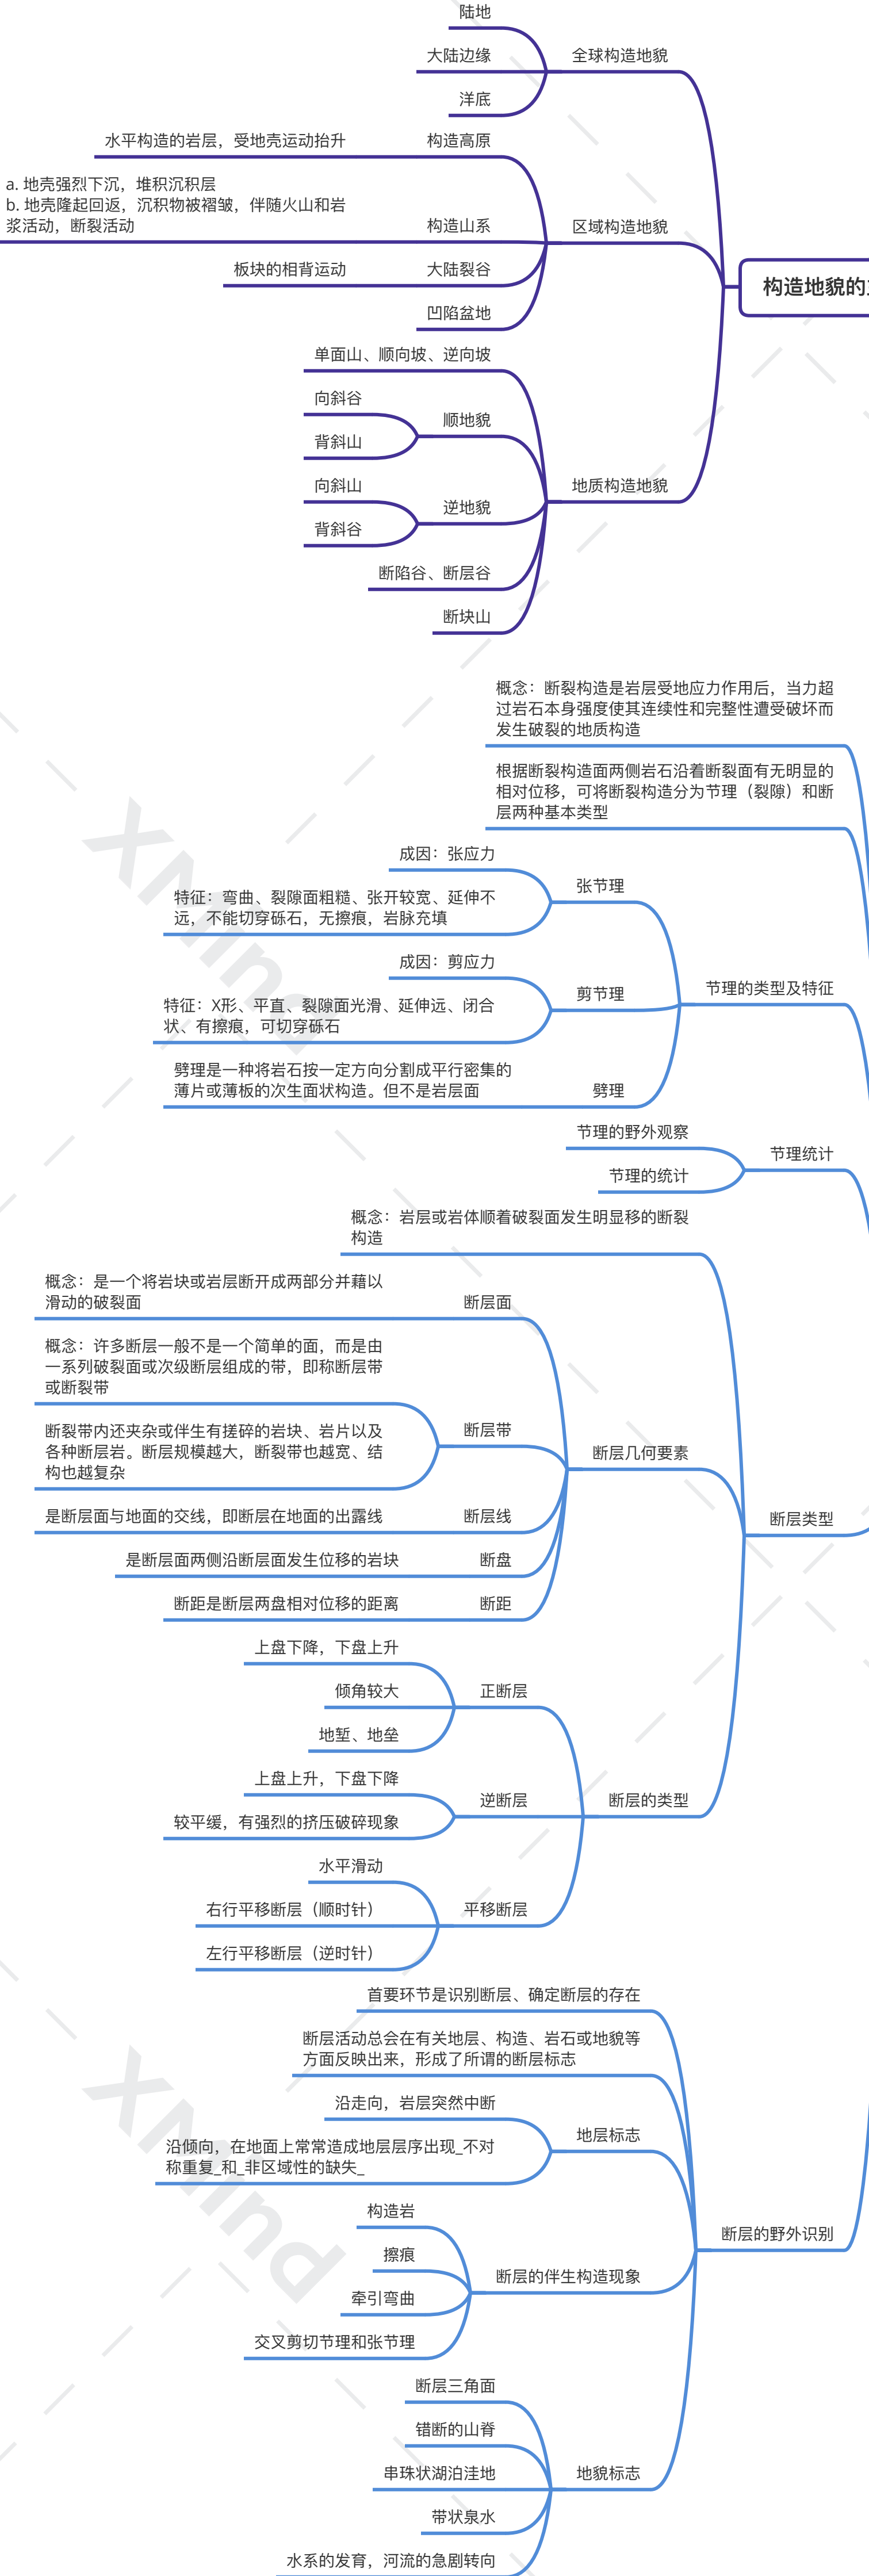 陆地
大陆边缘
全球构造地貌
洋底
水平构造的岩层，受地壳运动抬升
构造高原
a. 地壳强烈下沉，堆积沉积层
b. 地壳隆起回返，沉积物被褶皱，伴随火山和岩
浆活动，断裂活动
构造山系
区域构造地貌
板块的相背运动
大陆裂谷
凹陷盆地
构造地貌的
单面山、顺向坡、逆向坡
向斜谷
顺地貌
背斜山
向斜山
逆地貌
背斜谷
地质构造地貌
断陷谷、断层谷
断块山
概念：断裂构造是岩层受地应力作用后，当力超
过岩石本身强度使其连续性和完整性遭受破坏而
发生破裂的地质构造
根据断裂构造面两侧岩石沿着断裂面有无明显的
相对位移，可将断裂构造分为节理（裂隙）和断
层两种基本类型
成因：张应力
张节理
特征：弯曲、裂隙面粗糙、张开较宽、延伸不
远，不能切穿砾石，无擦痕，岩脉充填
成因：剪应力
剪节理
节理的类型及特征
特征：X形、平直、裂隙面光滑、延伸远、闭合
状、有擦痕，可切穿砾石
劈理是一种将岩石按一定方向分割成平行密集的
薄片或薄板的次生面状构造。但不是岩层面
劈理
节理的野外观察
节理统计
节理的统计
概念：岩层或岩体顺着破裂面发生明显移的断裂
构造
概念：是一个将岩块或岩层断开成两部分并藉以
滑动的破裂面
断层面
概念：许多断层一般不是一个简单的面，而是由
一系列破裂面或次级断层组成的带，即称断层带
或断裂带
断层带
断裂带内还夹杂或伴生有搓碎的岩块、岩片以及
各种断层岩。断层规模越大，断裂带也越宽、结
构也越复杂
断层几何要素
是断层面与地面的交线，即断层在地面的出露线
断层线
断层类型
是断层面两侧沿断层面发生位移的岩块
断盘
断距是断层两盘相对位移的距离
断距
上盘下降，下盘上升
倾角较大
正断层
地堑、地垒
上盘上升，下盘下降
逆断层
断层的类型
较平缓，有强烈的挤压破碎现象
水平滑动
右行平移断层（顺时针）
平移断层
左行平移断层（逆时针）
首要环节是识别断层、确定断层的存在
断层活动总会在有关地层、构造、岩石或地貌等
方面反映出来，形成了所谓的断层标志
沿走向，岩层突然中断
地层标志
沿倾向，在地面上常常造成地层层序出现_不对
称重复_和_非区域性的缺失_
构造岩
断层的野外识别
擦痕
断层的伴生构造现象
牵引弯曲
交叉剪切节理和张节理
断层三角面
错断的山脊
串珠状湖泊洼地
地貌标志
带状泉水
水系的发育，河流的急剧转向
XMind
XMind